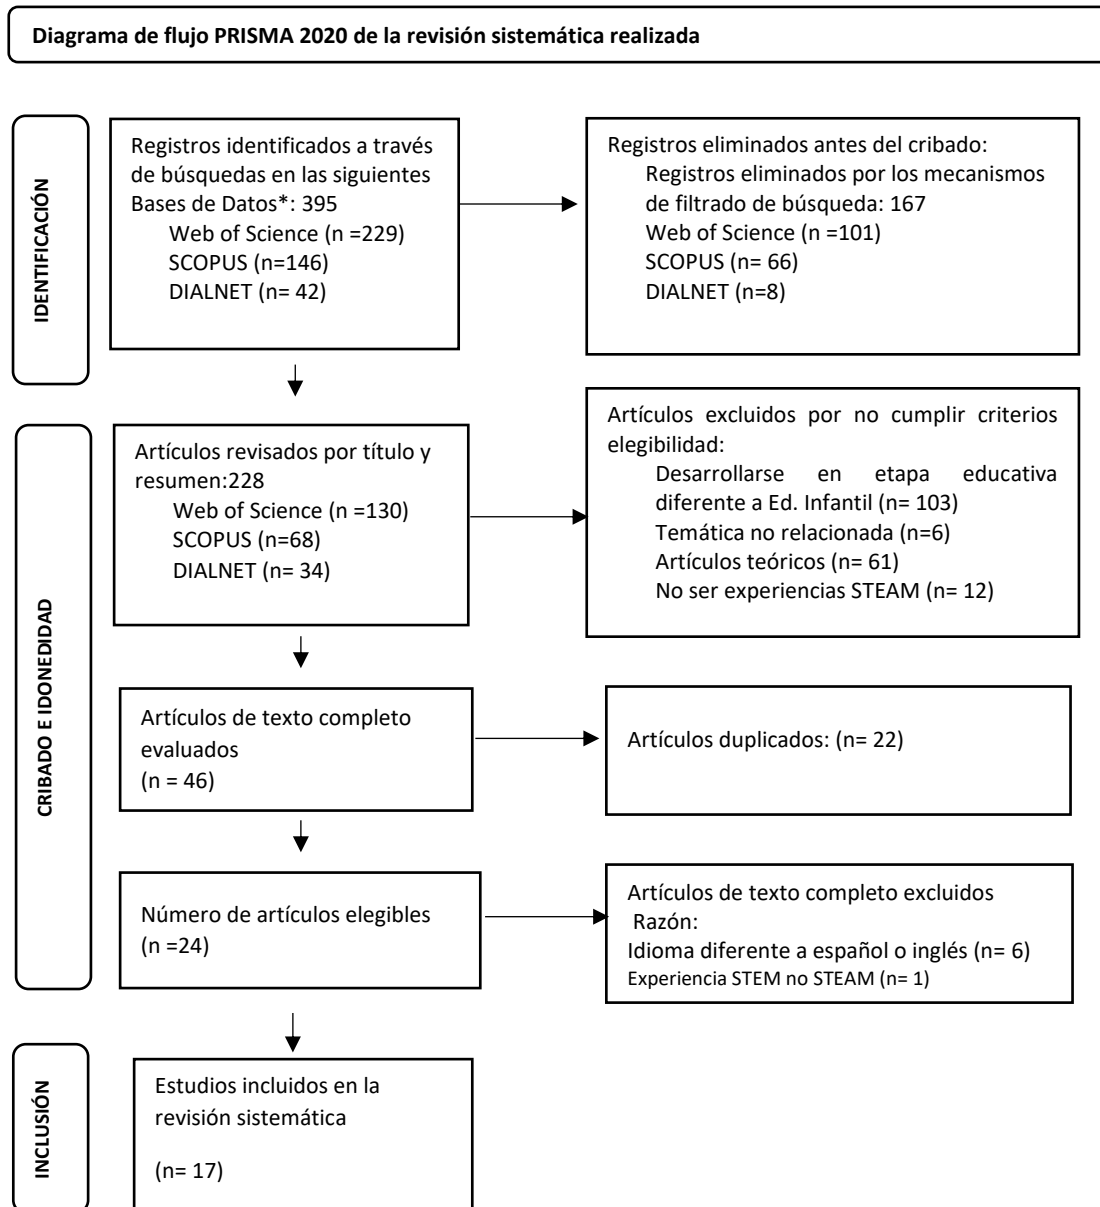 Diagrama de flujo PRISMA 2020 de la revisión sistemática realizada
IDENTIFICACIÓN
Registros identificados a través
de búsquedas en las siguientes
Bases de Datos*: 395
Web of Science (n =229)
SCOPUS (n=146)
DIALNET (n= 42)
Registros eliminados antes del cribado:
Registros eliminados por los mecanismos
de filtrado de búsqueda: 167
Web of Science (n =101)
SCOPUS (n= 66)
DIALNET (n=8)
CRIBADO E IDONEDIDAD
Artículos revisados por título y
resumen:228
Web of Science (n =130)
SCOPUS (n=68)
DIALNET (n= 34)
Artículos excluidos por no cumplir criterios
elegibilidad:
Desarrollarse en etapa educativa
diferente a Ed. Infantil (n= 103)
Temática no relacionada (n=6)
Artículos teóricos (n= 61)
No ser experiencias STEAM (n= 12)
Artículos de texto completo
evaluados
(n = 46)
Artículos duplicados: (n= 22)
Número de artículos elegibles
(n =24)
Artículos de texto completo excluidos
Razón:
Idioma diferente a español o inglés (n= 6)
Experiencia STEM no STEAM (n= 1)
INCLUSIÓN
Estudios incluidos en la
revisión sistemática
(n= 17)